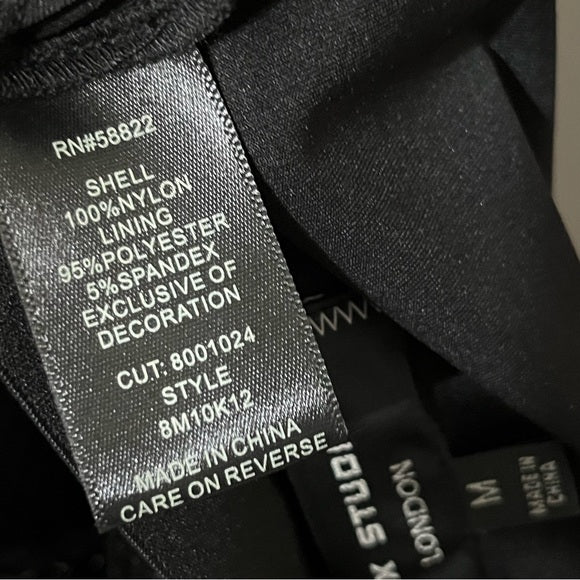 RN#58822
SHELL
100%NYLON
LINING
95%POLYESTER
5%SPANDEX
EXCLUSIVE OF
DECORATION
CUT: 8001024
STYLE
8M10K12
MADE IN CHINA
CARE ON REVERSE
LONDON
M
MADE IN
CHINA